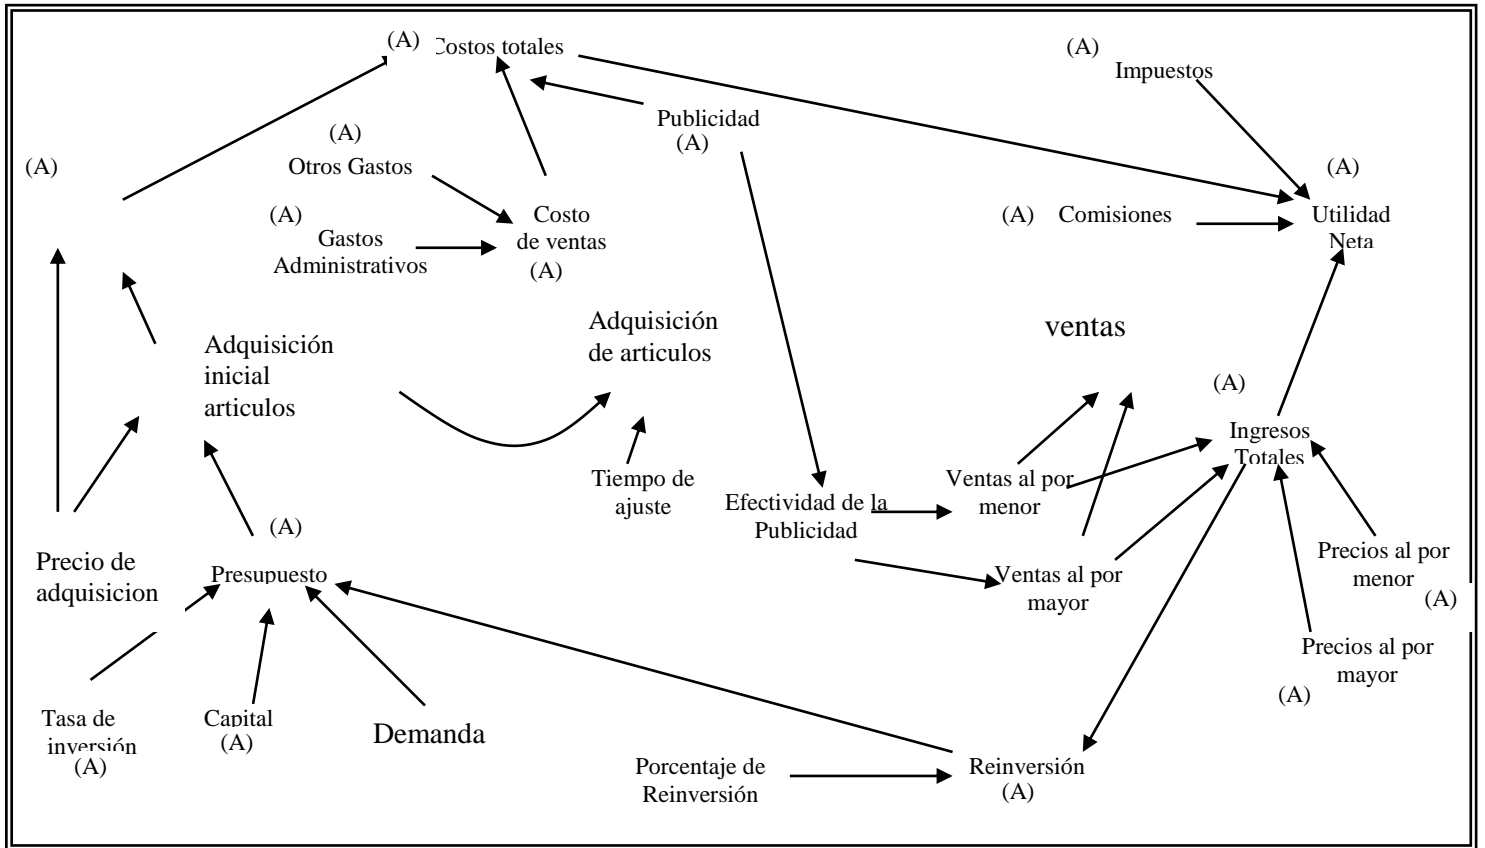 (A)
Costos totales
(A)
Impuestos
Publicidad
(A)
(A)
Otros Gastos
(A)
(A)
(A)
Gastos
Administrativos
Costo
de ventas
(A)
(A)
Comisiones
Utilidad
Neta
Adquisición
inicial
articulos
Adquisición
de articulos
ventas
(A)
Ingresos
Totales
Tiempo de
ajuste
Efectividad de la
Publicidad
Ventas al por
menor
Ventas al por
mayor
Precios al por
menor
(A)
Precios al por
mayor
(A)
Precio de
adquisicion
(A)
Presupuesto
Tasa de
inversión
(A)
Capital
(A)
Demanda
Porcentaje de
Reinversión
Reinversión
(A)